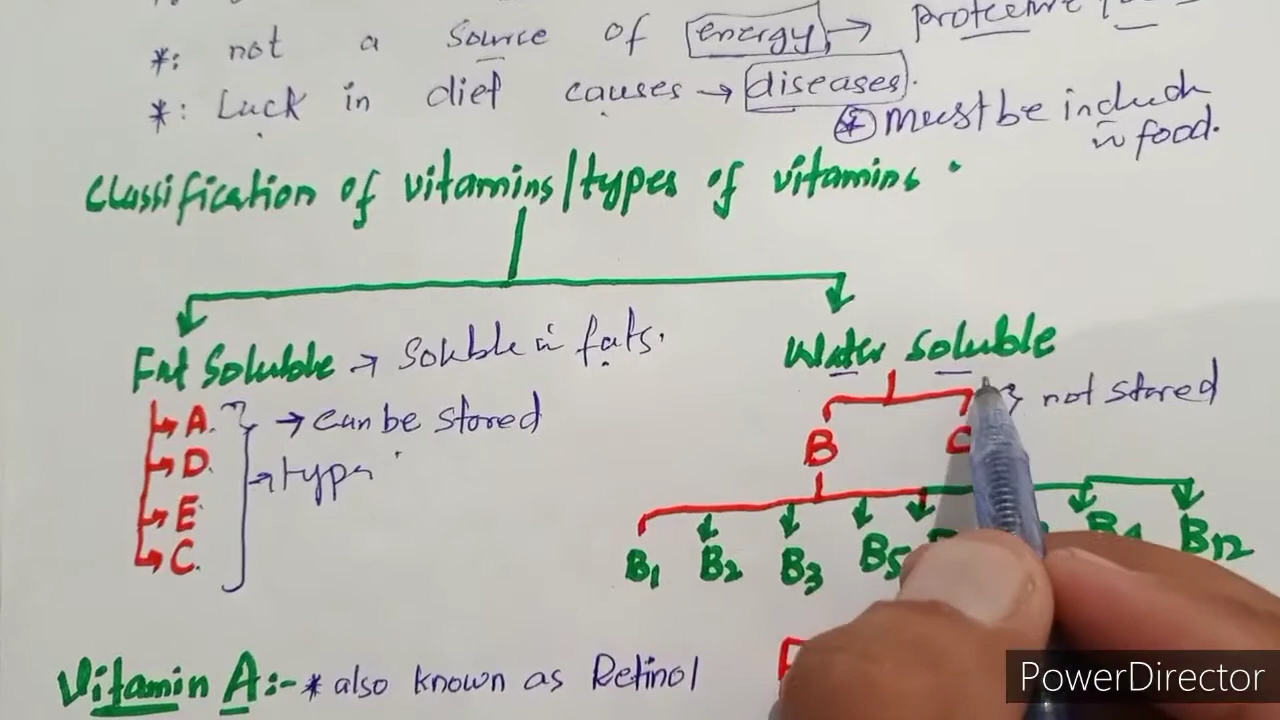 *: not a source of energy → protecive
*: Luck in diet causes → diseases.
* must be include in food.
Classification of vitamins/types of vitamins
Fat Soluble → Soluble in fats.
Water Soluble
A. → can be stored
not stored
D. → type
E.
C.
B C
B1 B2 B3 B5 B12
Vitamin A:- * also known as Retinol
PowerDirector